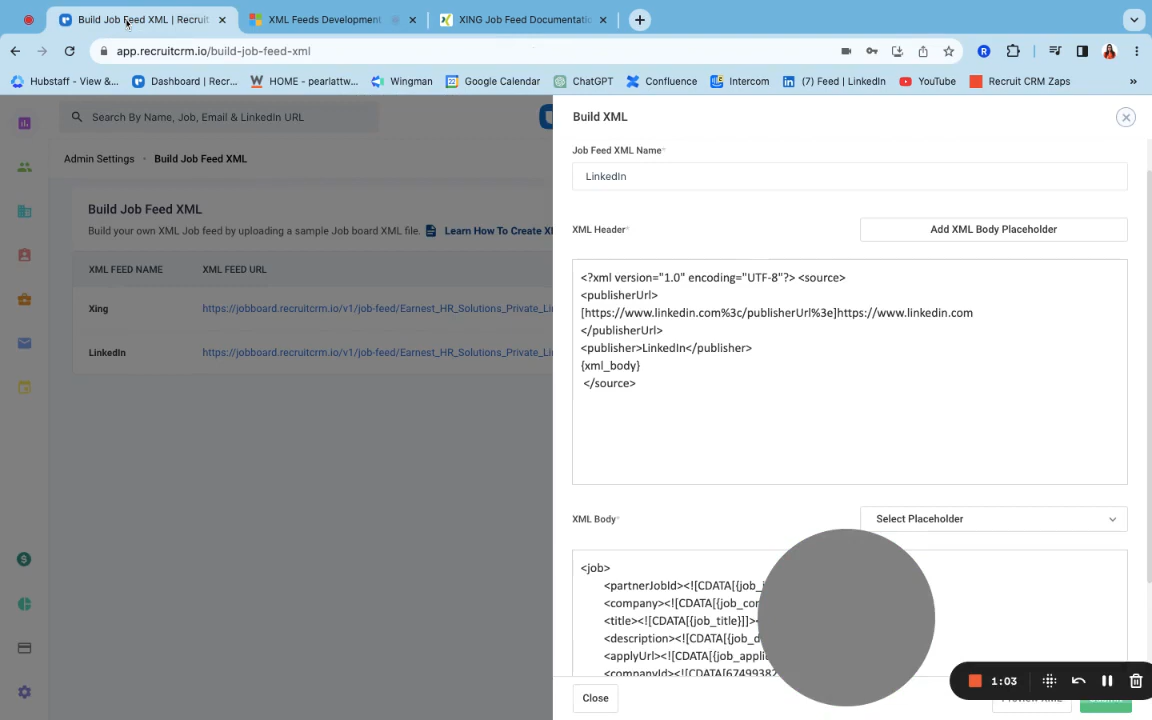 Build Job Feed XML | Recruit
XML Feeds Development
XING Job Feed Documentatio
app.recruitcrm.io/build-job-feed-xml
Hubstaff - View &...
Dashboard | Recr...
HOME - pearlattw...
Wingman
Google Calendar
ChatGPT
Confluence
Intercom
(7) Feed | LinkedIn
YouTube
Recruit CRM Zaps
»
Search By Name, Job, Email & LinkedIn URL
Admin Settings
Build Job Feed XML
Build Job Feed XML
Build your own XML Job feed by uploading a sample Job board XML file.
Learn How To Create X
XML FEED NAME
XML FEED URL
Xing
https://jobboard.recruitcrm.io/v1/job-feed/Earnest_HR_Solutions_Private_Li
LinkedIn
https://jobboard.recruitcrm.io/v1/job-feed/Earnest_HR_Solutions_Private_Li
Build XML
Job Feed XML Name*
LinkedIn
XML Header*
Add XML Body Placeholder
<?xml version="1.0" encoding="UTF-8"?> <source>
<publisherUrl>
[https://www.linkedin.com%3c/publisherUrl%3e]https://www.linkedin.com
</publisherUrl>
<publisher>LinkedIn</publisher>
{xml_body}
</source>
XML Body*
Select Placeholder
<job>
<partnerJobId><![CDATA[{job_i
<company><![CDATA[{job_co
<title><![CDATA[{job_title}]]>
<description><![CDATA[{job_d
<applyUrl><![CDATA[{job_applic
<companyId><![CDATA[6749938
Close
1:03